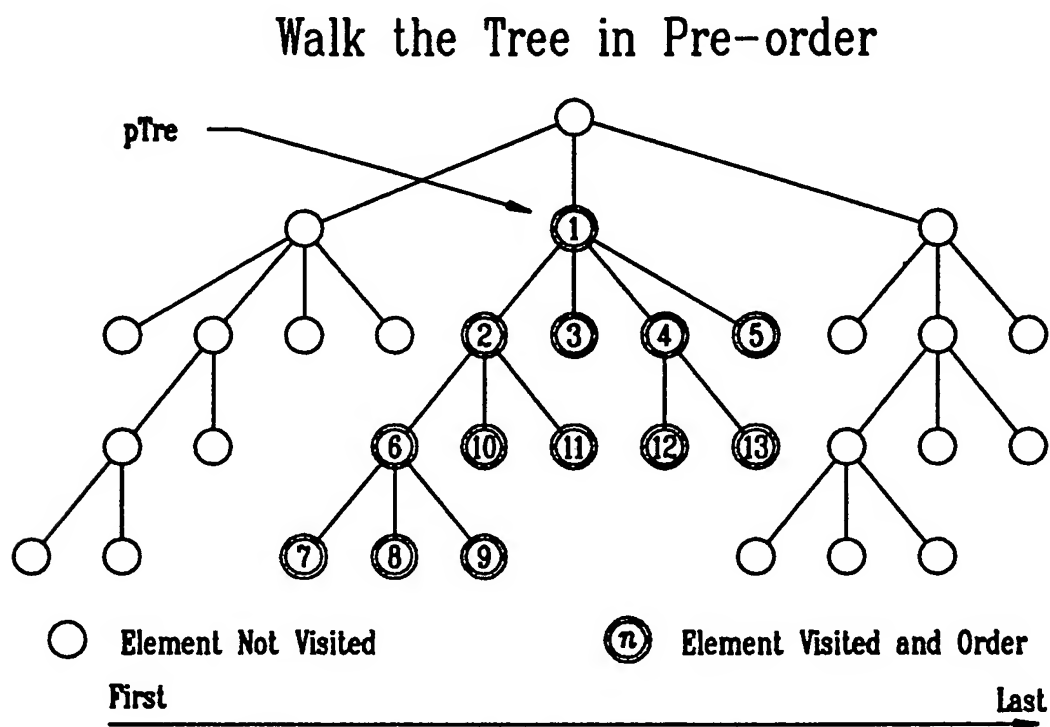 Walk the Tree in Pre-order
pTre
1
2 3 4 5
6 10 11 12 13
7 8 9
Element Not Visited
n Element Visited and Order
First Last